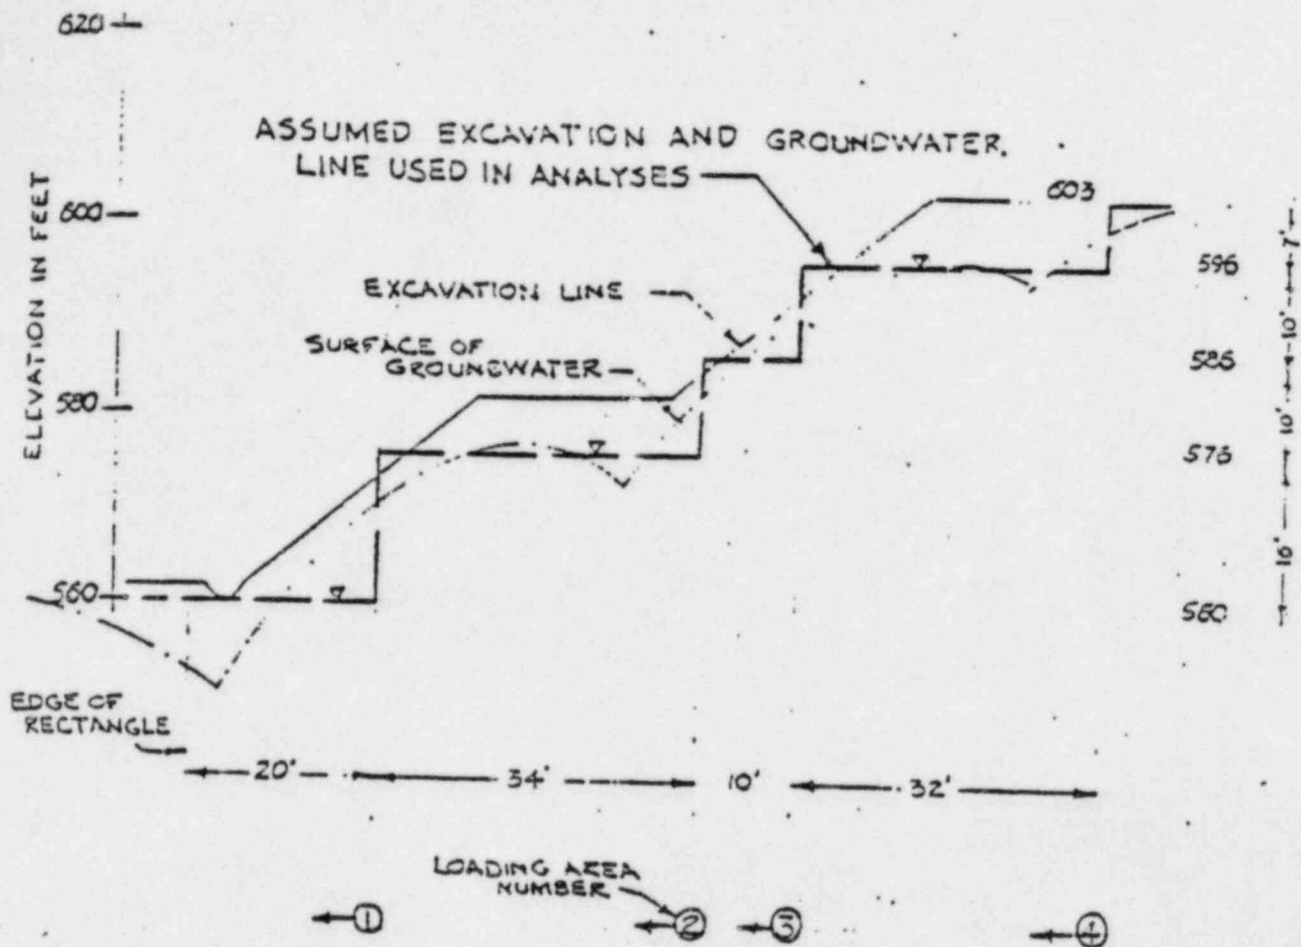 620
ASSUMED EXCAVATION AND GROUNDWATER
LINE USED IN ANALYSES
ELEVATION IN FEET
600
603
7'
596
EXCAVATION LINE
10'
SURFACE OF
GROUNDWATER
586
580
10'
576
16'
560
560
EDGE OF
RECTANGLE
20'
34'
10'
32'
LOADING AREA
NUMBER
1
2
3
4